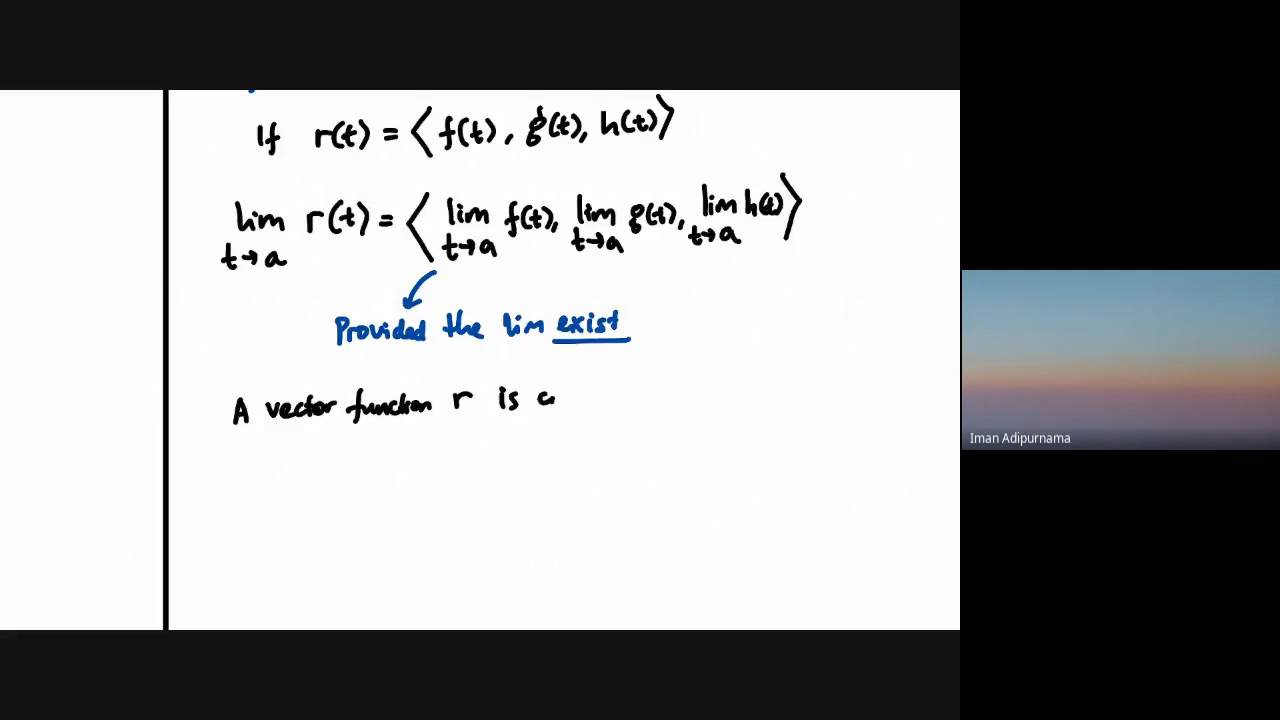 If r(t) = ⟨f(t), g(t), h(t)⟩
lim t→a r(t) = ⟨lim t→a f(t), lim t→a g(t), lim t→a h(t)⟩
Provided the lim exist
A vector function r is c
Iman Adipurnama